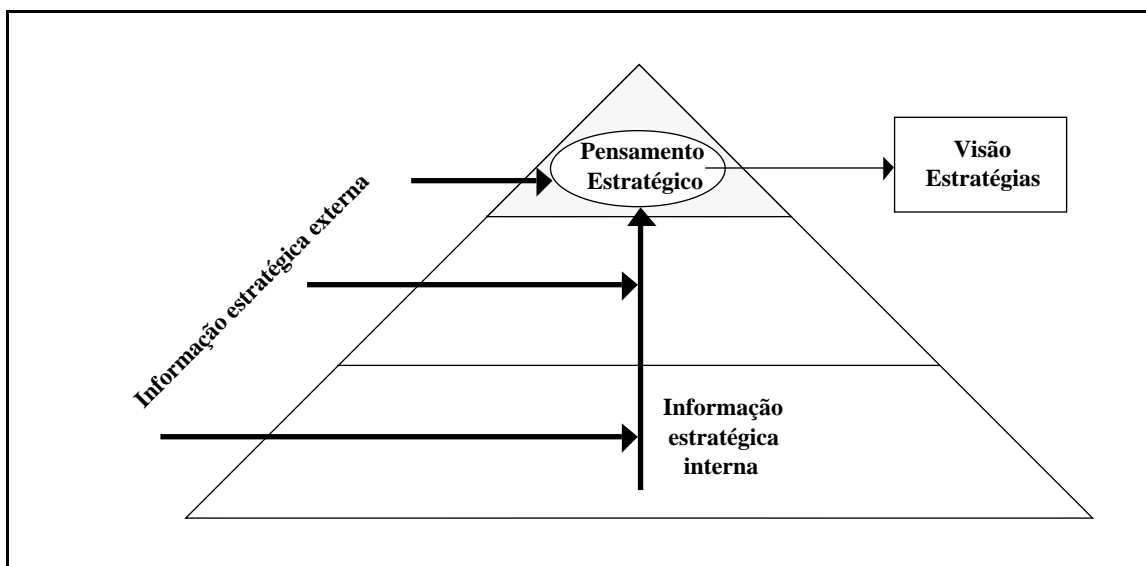 Pensamento
Estratégico
Visão
Estratégias
Informação estratégica externa
Informação
estratégica
interna